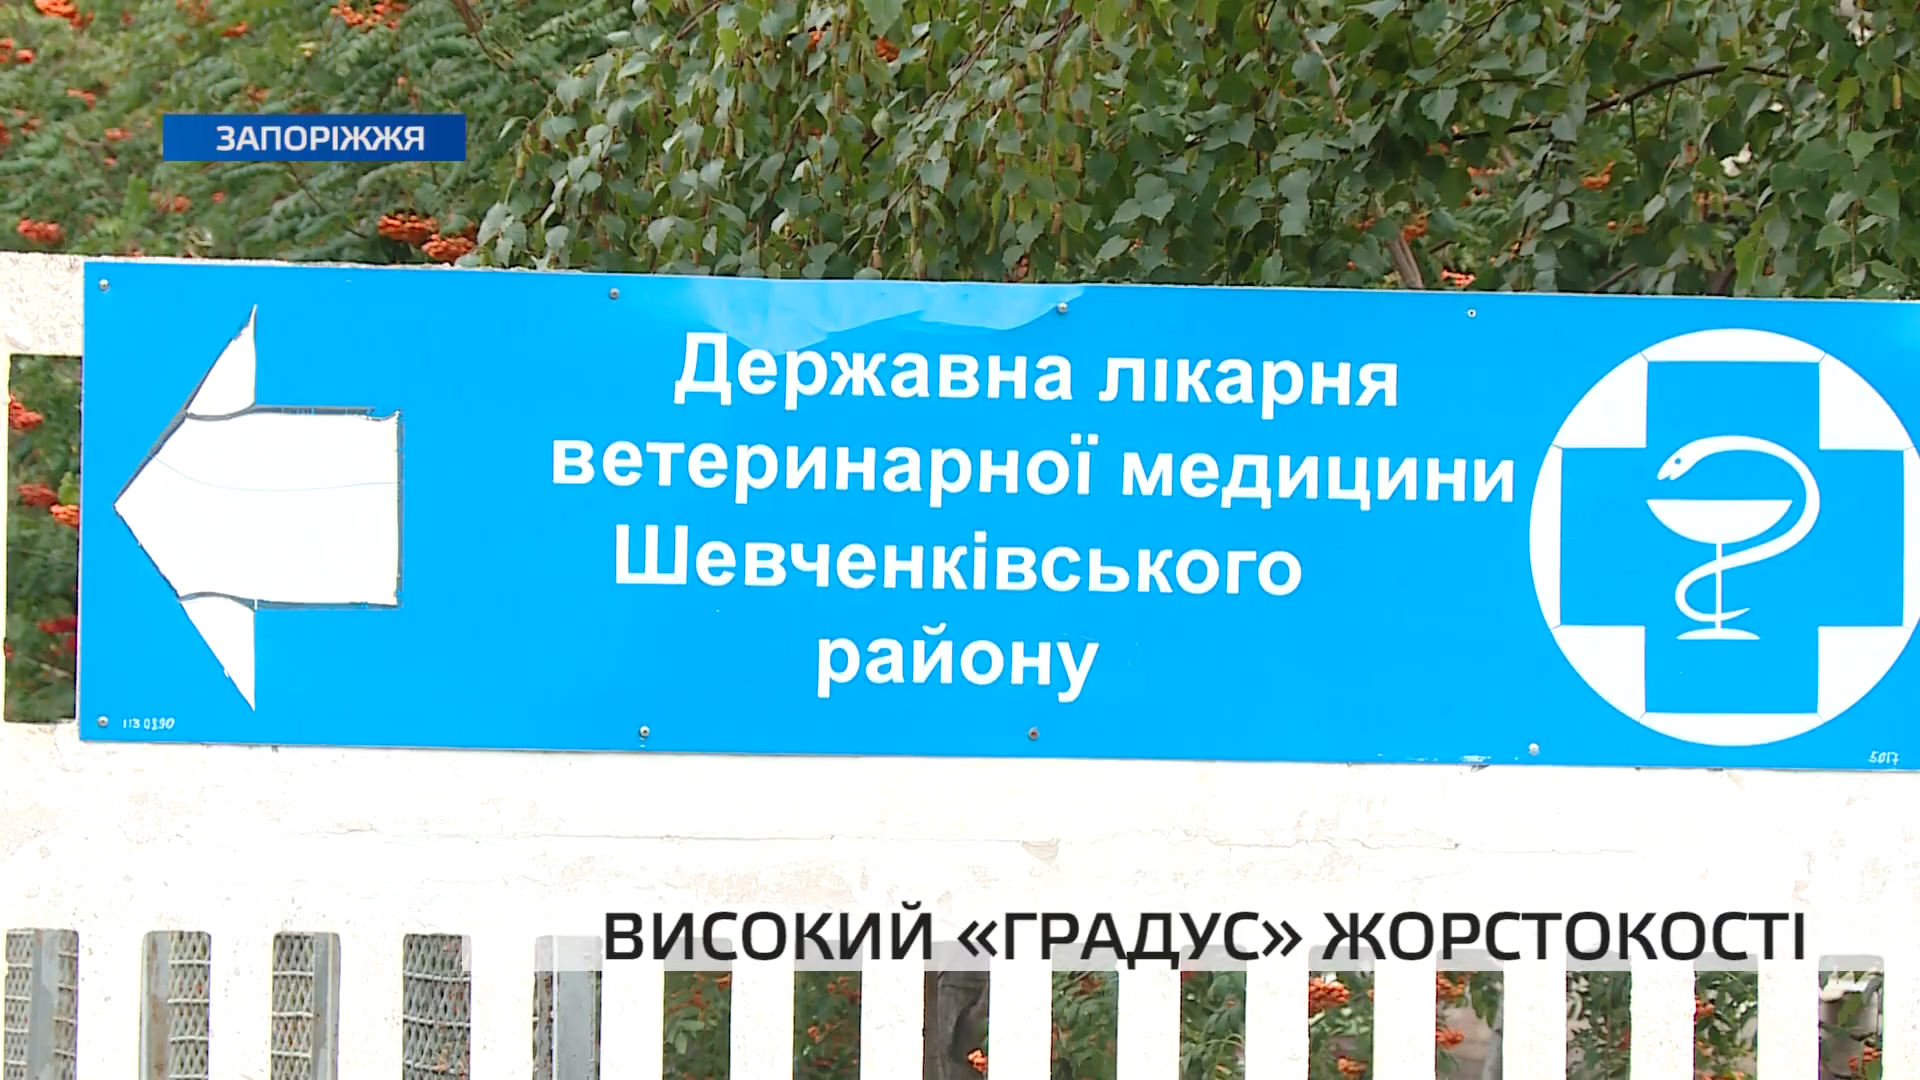 ЗАПОРІЖЖЯ
Державна лікарня
ветеринарної медицини
Шевченківського
району
ВИСОКИЙ «ГРАДУС» ЖОРСТОКОСТІ